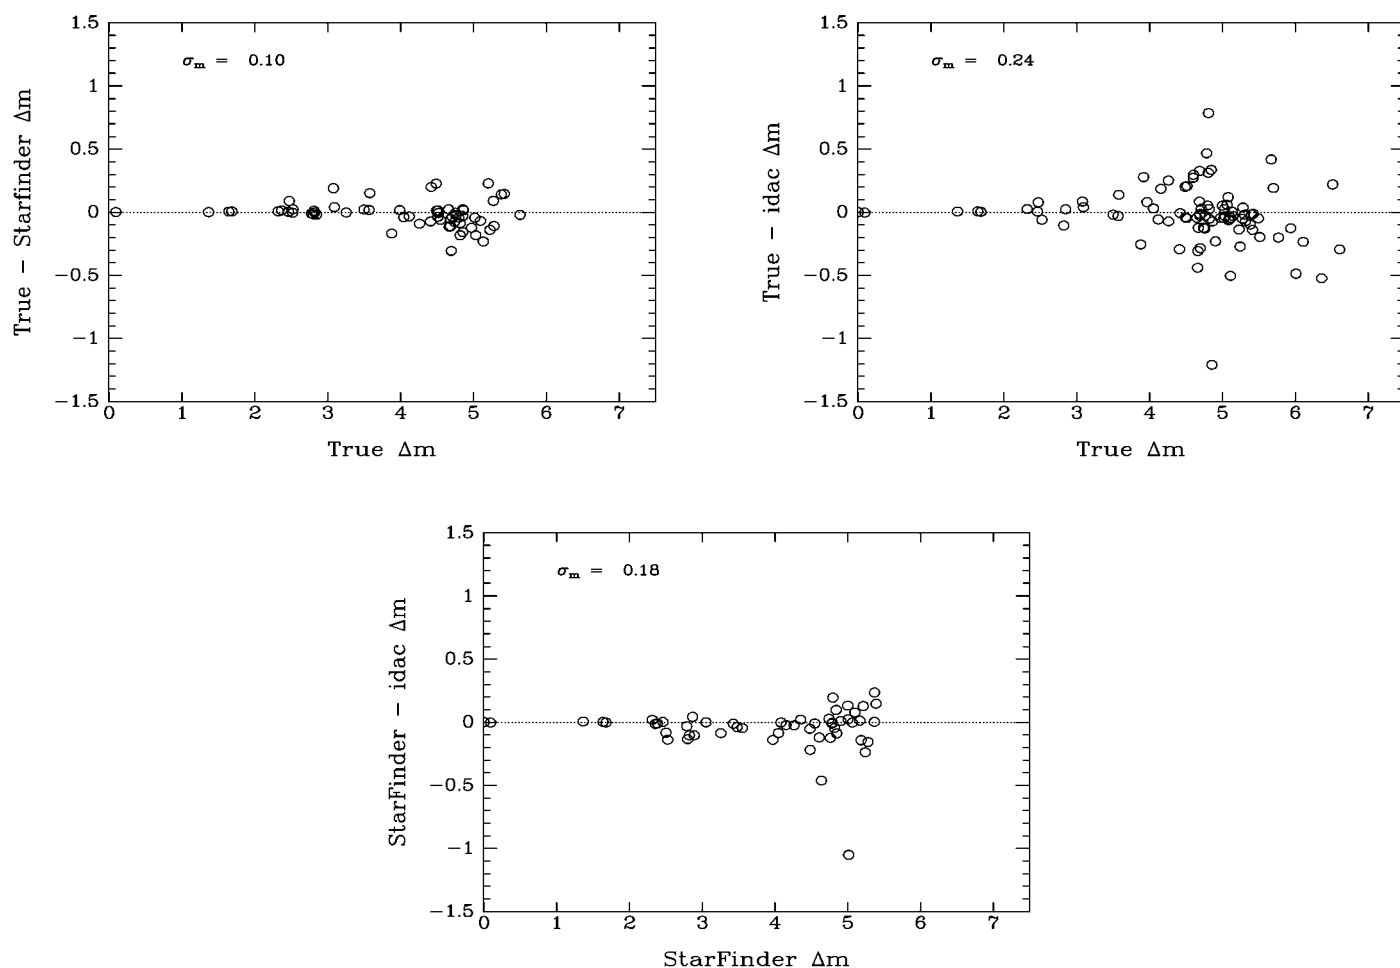 1.5
1
0.5
0
−0.5
−1
−1.5
True − Starfinder Δm
σm = 0.10
0 1 2 3 4 5 6 7
True Δm
1.5
1
0.5
0
−0.5
−1
−1.5
True − idac Δm
σm = 0.24
0 1 2 3 4 5 6 7
True Δm
1.5
1
0.5
0
−0.5
−1
−1.5
StarFinder − idac Δm
σm = 0.18
0 1 2 3 4 5 6 7
StarFinder Δm